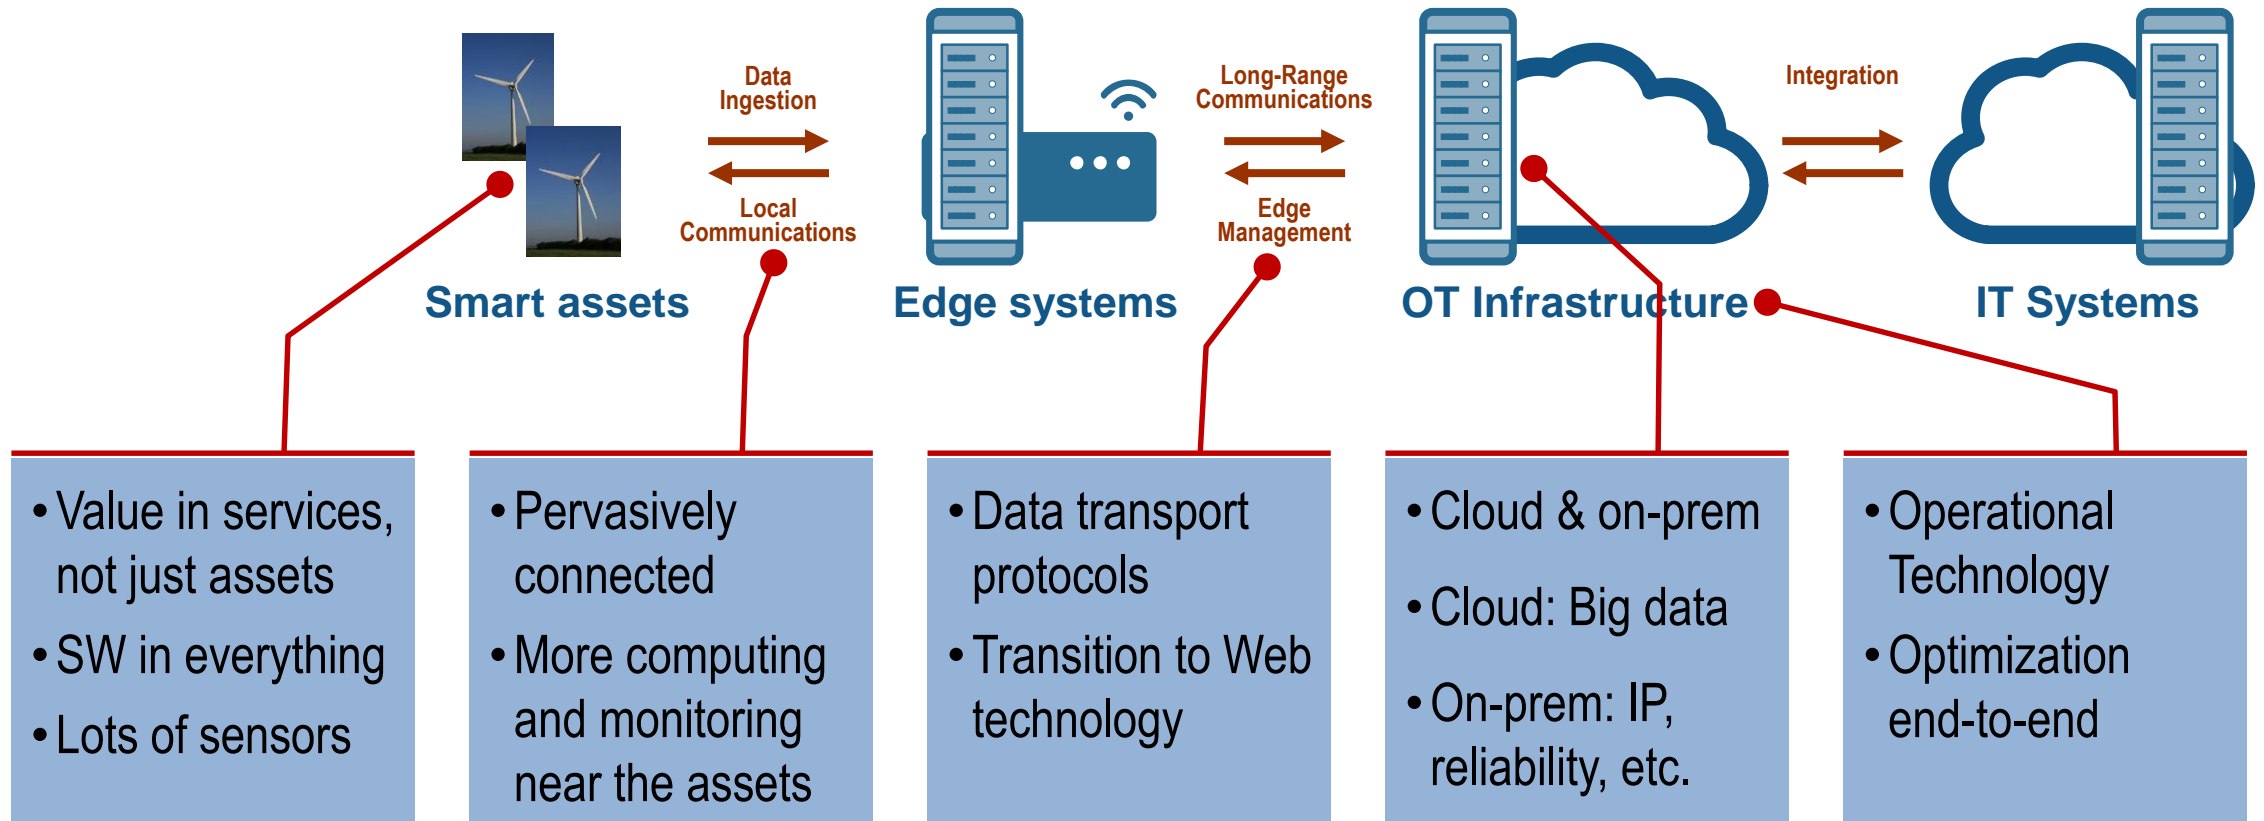 Data
Ingestion
Local
Communications
Long-Range
Communications
Edge
Management
Integration
Smart assets
Edge systems
OT Infrastructure
IT Systems
• Value in services,
not just assets
• SW in everything
• Lots of sensors
• Pervasively
connected
• More computing
and monitoring
near the assets
• Data transport
protocols
• Transition to Web
technology
• Cloud & on-prem
• Cloud: Big data
• On-prem: IP,
reliability, etc.
• Operational
Technology
• Optimization
end-to-end